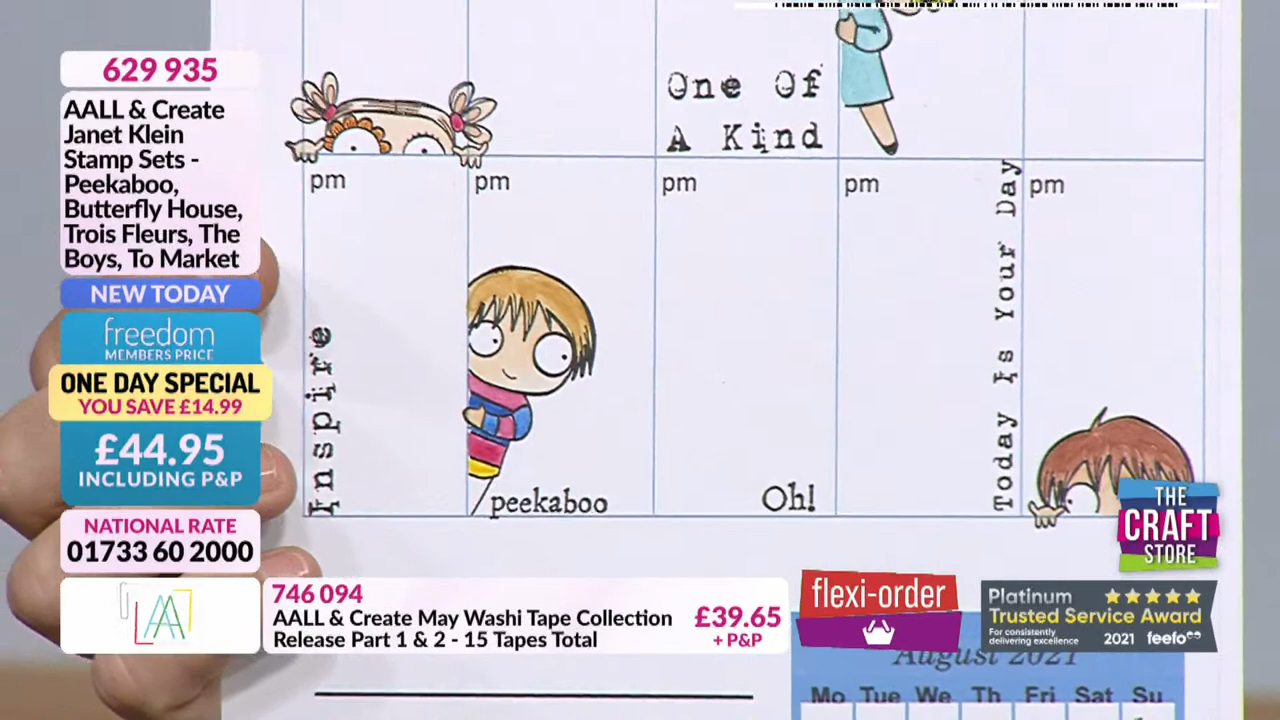 629 935
AALL & Create
Janet Klein
Stamp Sets -
Peekaboo,
Butterfly House,
Trois Fleurs, The
Boys, To Market
NEW TODAY
freedom
MEMBERS PRICE
ONE DAY SPECIAL
YOU SAVE £14.99
£44.95
INCLUDING P&P
NATIONAL RATE
01733 60 2000
One Of
A Kind
pm
pm
pm
pm
pm
Inspire
peekaboo
Oh!
Today Is Your Day
THE
CRAFT
STORE
746 094
AALL & Create May Washi Tape Collection
Release Part 1 & 2 - 15 Tapes Total
£39.65
+ P&P
flexi-order
Platinum
Trusted Service Award
For consistently
delivering excellence
2021 feefo
August 2021
Mo Tue We Th Fri Sat Su